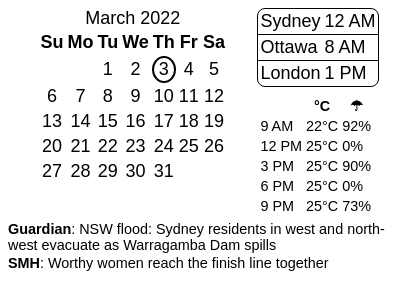 March 2022
Su Mo Tu We Th Fr Sa
1 2 3 4 5
6 7 8 9 10 11 12
13 14 15 16 17 18 19
20 21 22 23 24 25 26
27 28 29 30 31
Sydney 12 AM
Ottawa 8 AM
London 1 PM
°C ☂
9 AM 22°C 92%
12 PM 25°C 0%
3 PM 25°C 90%
6 PM 25°C 0%
9 PM 25°C 73%
Guardian: NSW flood: Sydney residents in west and north-
west evacuate as Warragamba Dam spills
SMH: Worthy women reach the finish line together